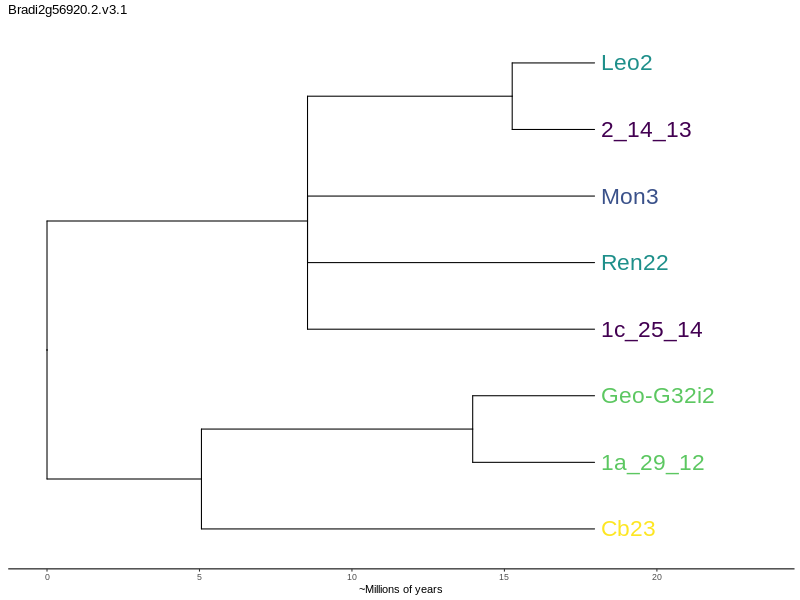 Bradi2g56920.2.v3.1
Leo2
2_14_13
Mon3
Ren22
1c_25_14
Geo-G32i2
1a_29_12
Cb23
0 5 10 15 20
~Millions of years